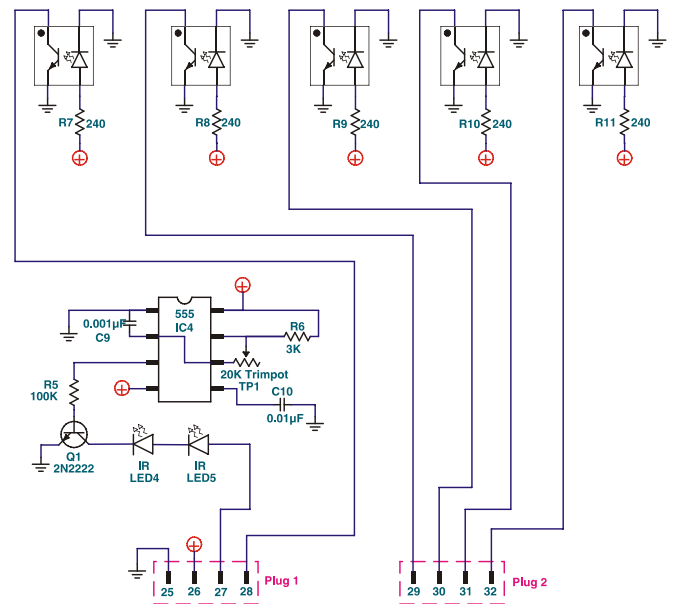 R7 240
R8 240
R9 240
R10 240
R11 240
555
IC4
0.001µF
C9
R6
3K
20K Trimpot
TP1
R5
100K
C10
0.01µF
Q1
2N2222
IR
LED4
IR
LED5
Plug 1
25 26 27 28
Plug 2
29 30 31 32